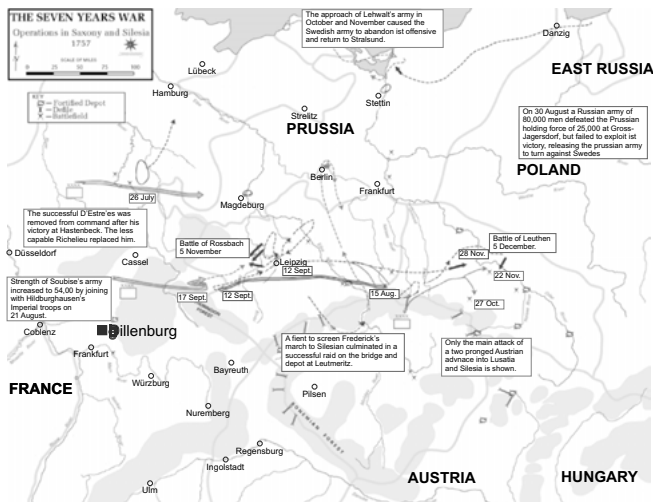 THE SEVEN YEARS WAR
Operations in Saxony and Silesia
1757
SCALE OF MILES
0 25 50 75 100
KEY
Fortified Depot
Defile
Battlefield
The approach of Lehwalt's army in
October and November caused the
Swedish army to abandon ist offensive
and return to Stralsund.
Danzig
EAST RUSSIA
Lübeck
Hamburg
Stettin
Strelitz
PRUSSIA
On 30 August a Russian army of
80,000 men defeated the Prussian
holding force of 25,000 at Gross-
Jagersdorf, but failed to exploit ist
victory, releasing the prussian army
to turn against Swedes
POLAND
Berlin
Frankfurt
26 July
Magdeburg
The successful D'Estre'es was
removed from command after his
victory at Hastenbeck. The less
capable Richelieu replaced him.
Battle of Rossbach
5 November
Battle of Leuthen
5 December.
28 Nov.
Düsseldorf
Cassel
Leipzig
12 Sept.
22 Nov.
Strength of Soubise's army
increased to 54,00 by joining
with Hildburghausen's
Imperial troops on
21 August.
17 Sept.
12 Sept.
15 Aug.
27 Oct.
Coblenz
Dillenburg
Frankfurt
A fient to screen Frederick's
march to Silesian culminated in a
successful raid on the bridge and
depot at Leutmeritz.
Only the main attack of
a two pronged Austrian
advnace into Lusatia
and Silesia is shown.
FRANCE
Würzburg
Bayreuth
Pilsen
Nuremberg
BOHEMIAN FOREST
Regensburg
Ingolstadt
Ulm
AUSTRIA
HUNGARY